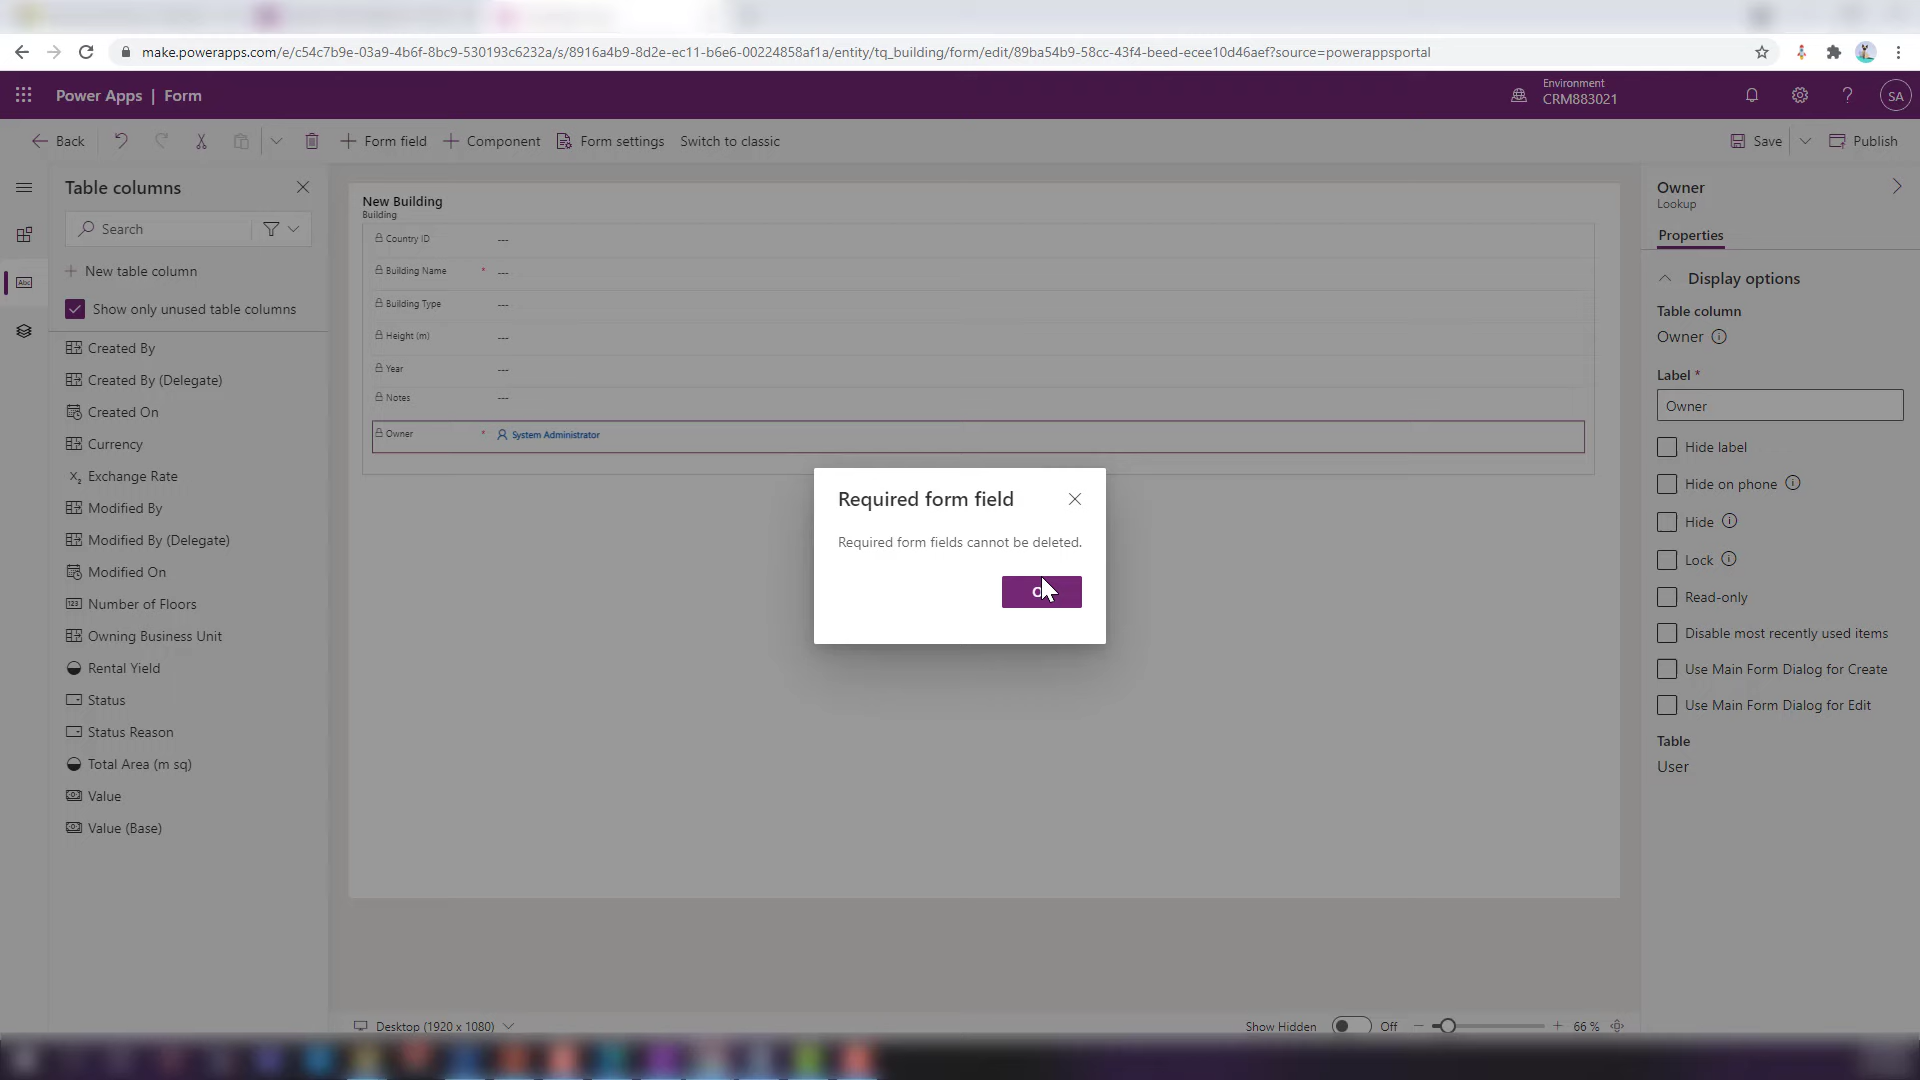 make.powerapps.com/e/c54c7b9e-03a9-4b6f-8bc9-530193c6232a/s/8916a4b9-8d2e-ec11-b6e6-00224858af1a/entity/tq_building/form/edit/89ba54b9-58cc-43f4-beed-ecee10d46aef?source=powerappsportal
Power Apps | Form
Environment
CRM883021
SA
Back
Form field
Component
Form settings
Switch to classic
Save
Publish
Table columns
Search
New table column
Show only unused table columns
Created By
Created By (Delegate)
Created On
Currency
Exchange Rate
Modified By
Modified By (Delegate)
Modified On
Number of Floors
Owning Business Unit
Rental Yield
Status
Status Reason
Total Area (m sq)
Value
Value (Base)
New Building
Building
Country ID ---
Building Name * ---
Building Type ---
Height (m) ---
Year ---
Notes ---
Owner * System Administrator
Required form field
Required form fields cannot be deleted.
Owner
Lookup
Properties
Display options
Table column
Owner
Label *
Owner
Hide label
Hide on phone
Hide
Lock
Read-only
Disable most recently used items
Use Main Form Dialog for Create
Use Main Form Dialog for Edit
Table
User
Desktop (1920 x 1080)
Show Hidden Off
66 %